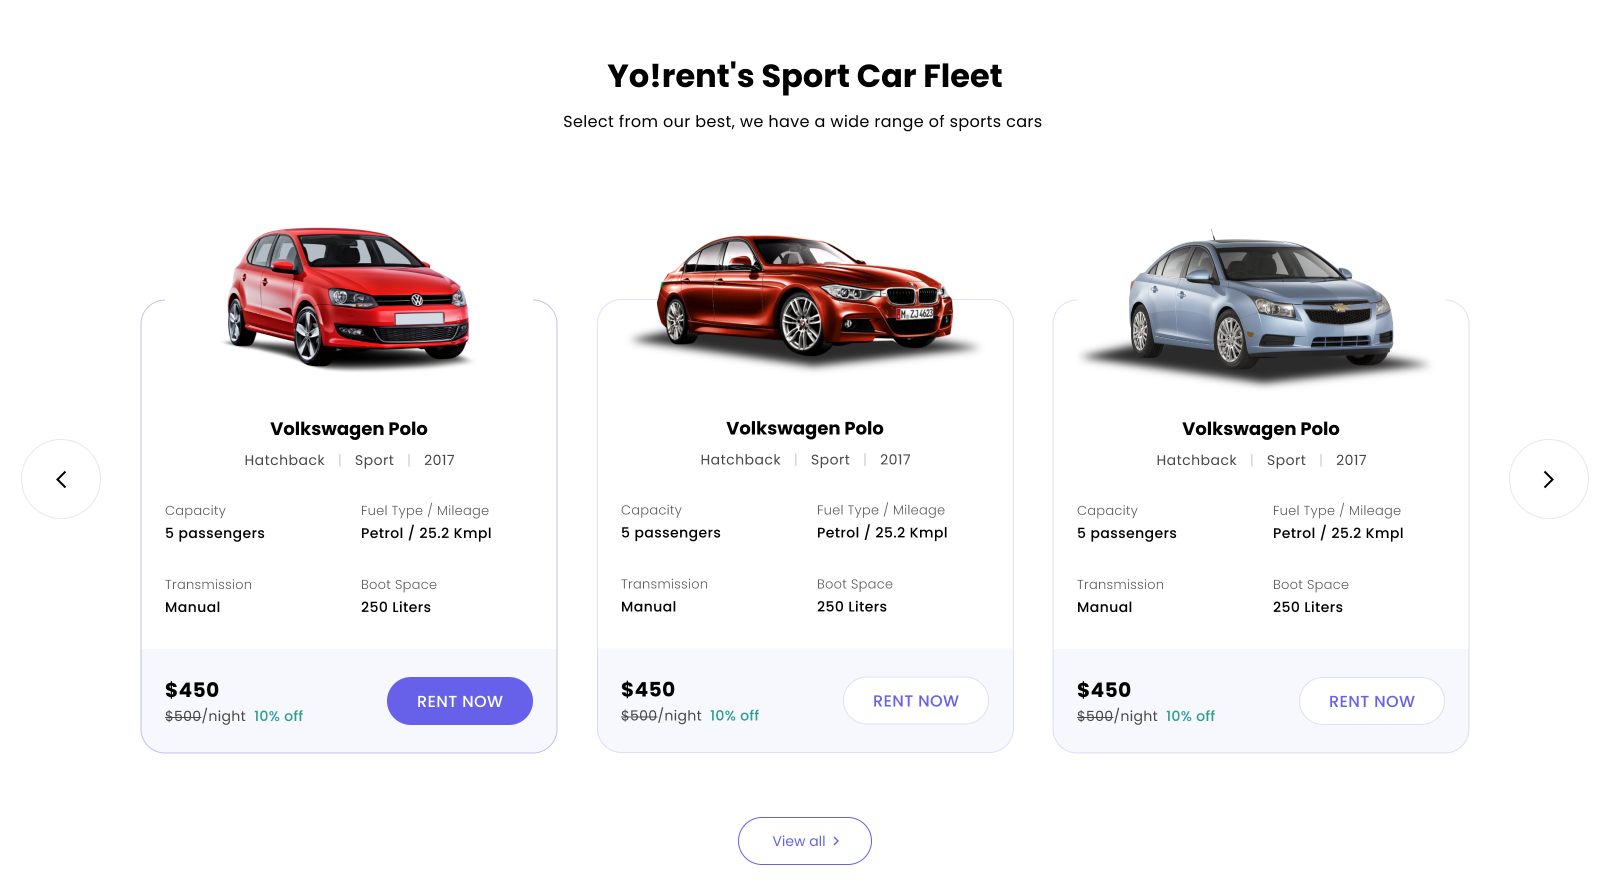 Yo!rent's Sport Car Fleet
Select from our best, we have a wide range of sports cars
M ZJ 4623
Volkswagen Polo
Hatchback | Sport | 2017
Capacity
Fuel Type / Mileage
5 passengers
Petrol / 25.2 Kmpl
Transmission
Boot Space
Manual
250 Liters
$450
$500/night 10% off
RENT NOW
Volkswagen Polo
Hatchback | Sport | 2017
Capacity
Fuel Type / Mileage
5 passengers
Petrol / 25.2 Kmpl
Transmission
Boot Space
Manual
250 Liters
$450
$500/night 10% off
RENT NOW
Volkswagen Polo
Hatchback | Sport | 2017
Capacity
Fuel Type / Mileage
5 passengers
Petrol / 25.2 Kmpl
Transmission
Boot Space
Manual
250 Liters
$450
$500/night 10% off
RENT NOW
View all